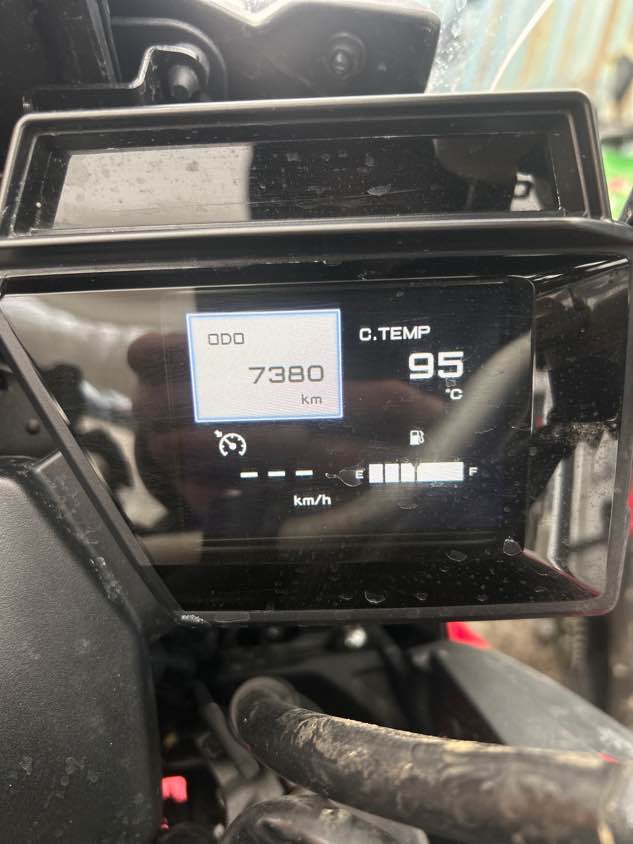 ODO
7380
km
C.TEMP
95
°C
- - -
km/h
E F